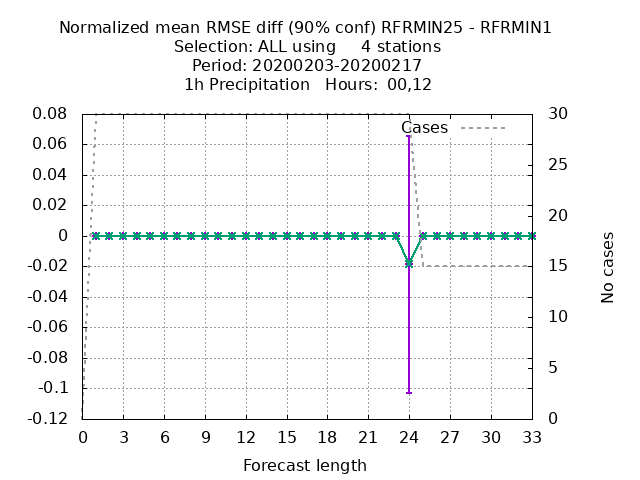 Normalized mean RMSE diff (90% conf) RFRMIN25 - RFRMIN1
Selection: ALL using     4 stations
Period: 20200203-20200217
1h Precipitation   Hours:  00,12
Cases
0.08
0.06
0.04
0.02
0
-0.02
-0.04
-0.06
-0.08
-0.1
-0.12
30
25
20
15
10
5
0
No cases
0 3 6 9 12 15 18 21 24 27 30 33
Forecast length